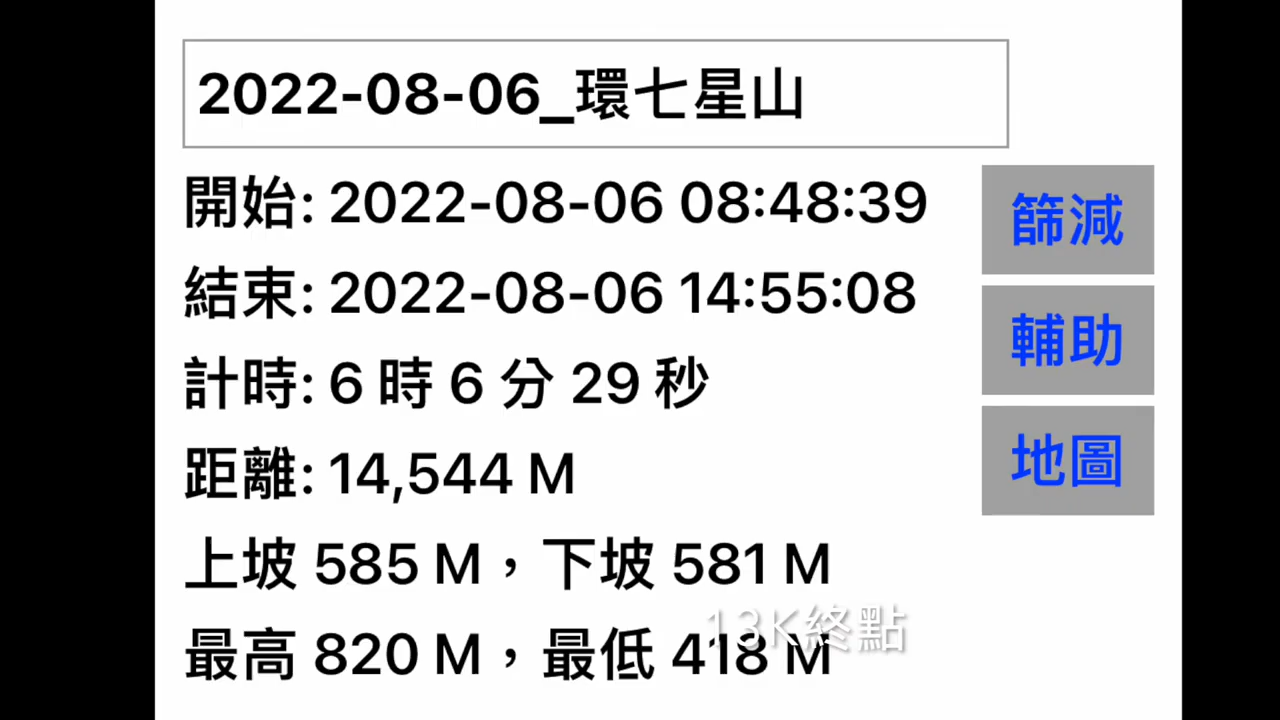 2022-08-06_環七星山
開始: 2022-08-06 08:48:39
篩減
結束: 2022-08-06 14:55:08
輔助
計時: 6 時 6 分 29 秒
地圖
距離: 14,544 M
上坡 585 M，下坡 581 M
13K終點
最高 820 M，最低 418 M